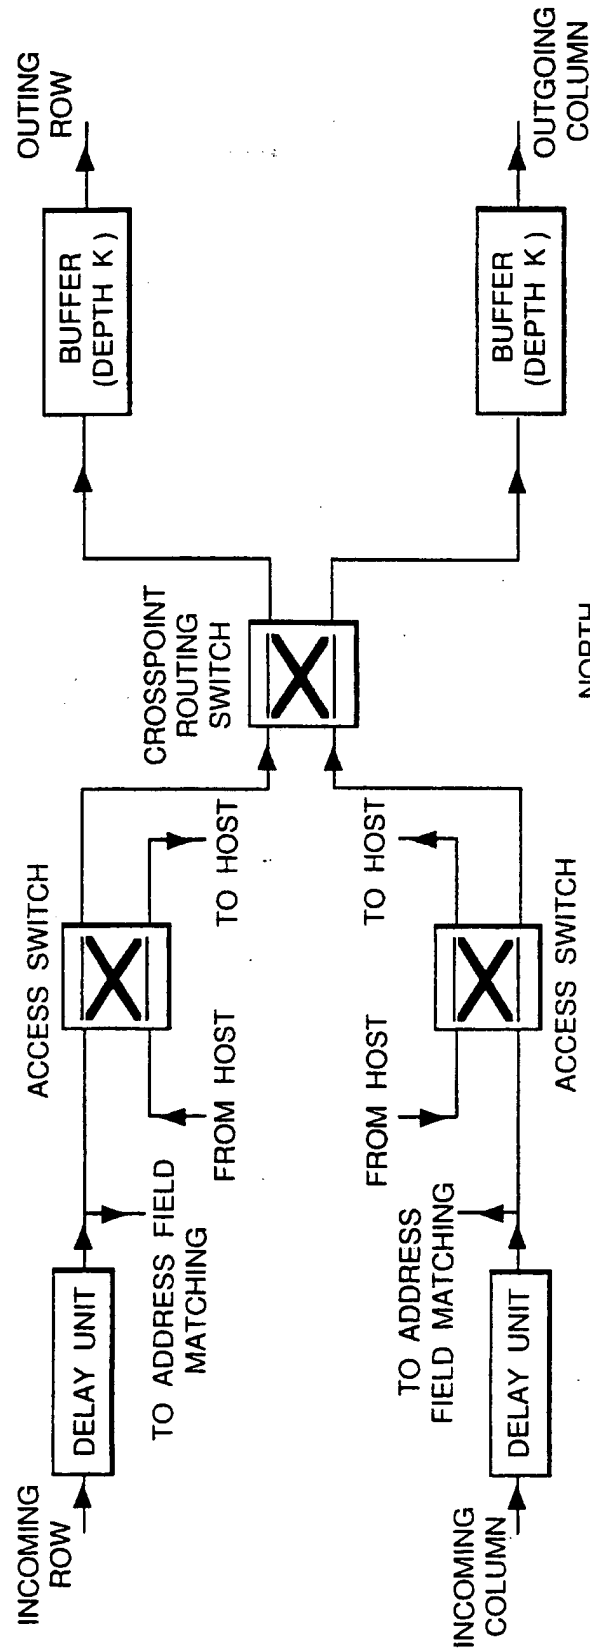 INCOMING
ROW
DELAY UNIT
TO ADDRESS FIELD
MATCHING
ACCESS SWITCH
FROM HOST
TO HOST
CROSSPOINT
ROUTING
SWITCH
BUFFER
(DEPTH K)
OUTING
ROW
INCOMING
COLUMN
DELAY UNIT
TO ADDRESS
FIELD MATCHING
FROM HOST
TO HOST
ACCESS SWITCH
BUFFER
(DEPTH K)
OUTGOING
COLUMN
NORTH